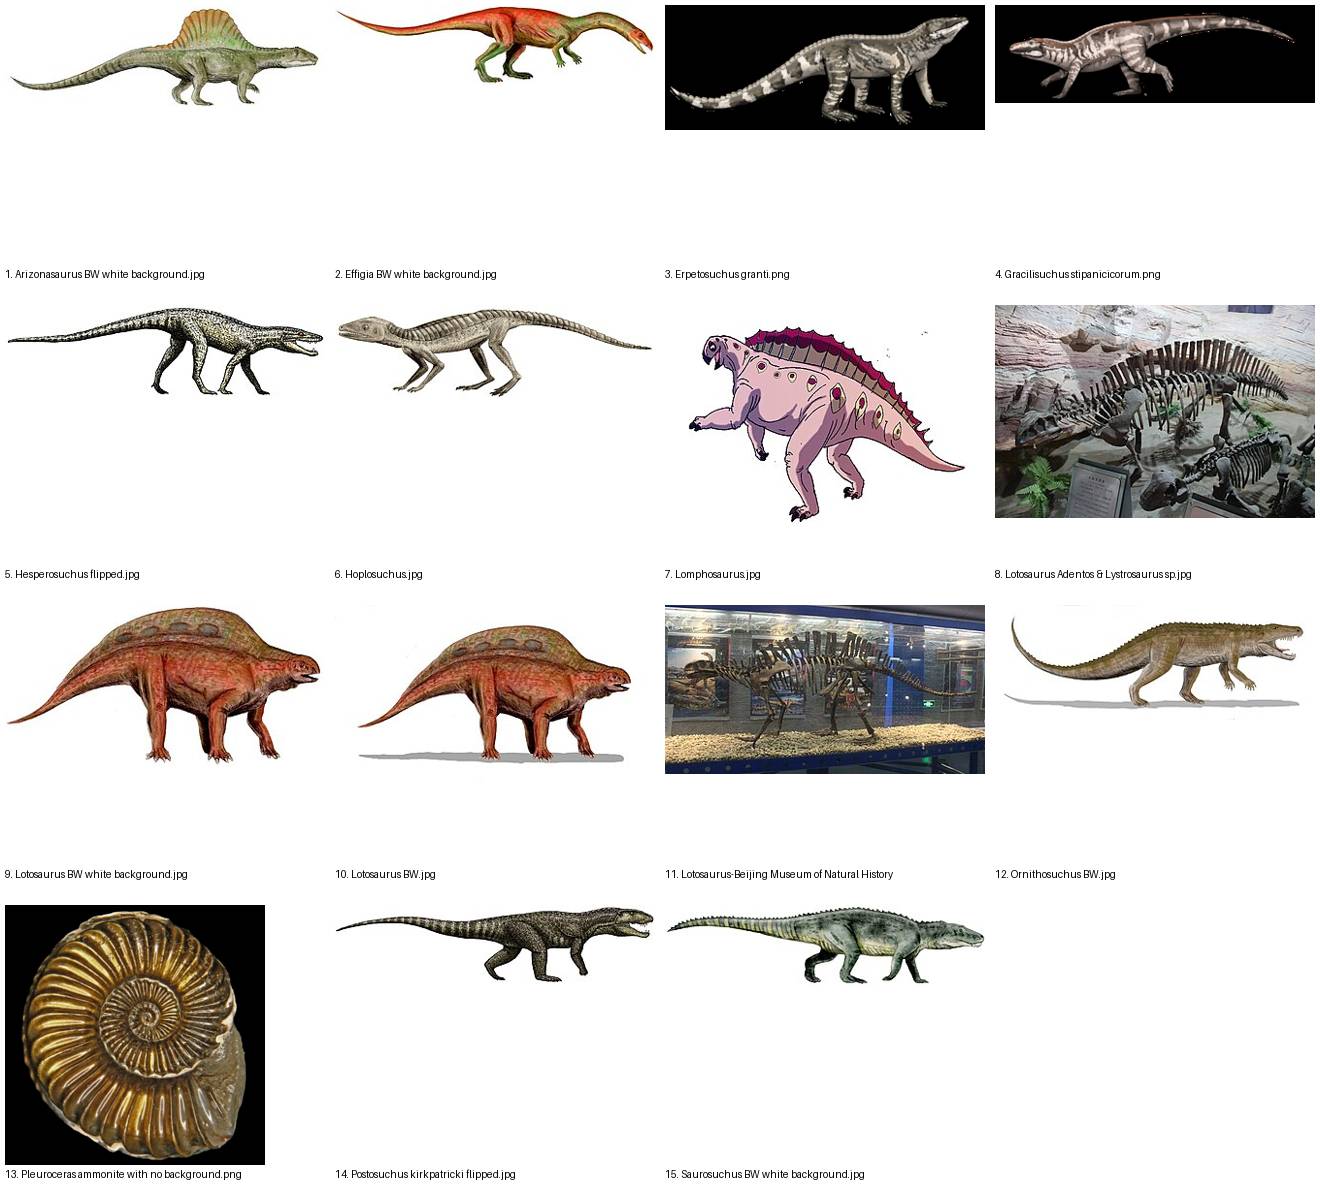 1. Arizonasaurus BW white background.jpg
2. Effigia BW white background.jpg
3. Erpetosuchus granti.png
4. Gracilisuchus stipanicicorum.png
5. Hesperosuchus flipped.jpg
6. Hoplosuchus.jpg
7. Lomphosaurus.jpg
8. Lotosaurus Adentos & Lystrosaurus sp.jpg
9. Lotosaurus BW white background.jpg
10. Lotosaurus BW.jpg
11. Lotosaurus-Beijing Museum of Natural History
12. Ornithosuchus BW.jpg
13. Pleuroceras ammonite with no background.png
14. Postosuchus kirkpatricki flipped.jpg
15. Saurosuchus BW white background.jpg